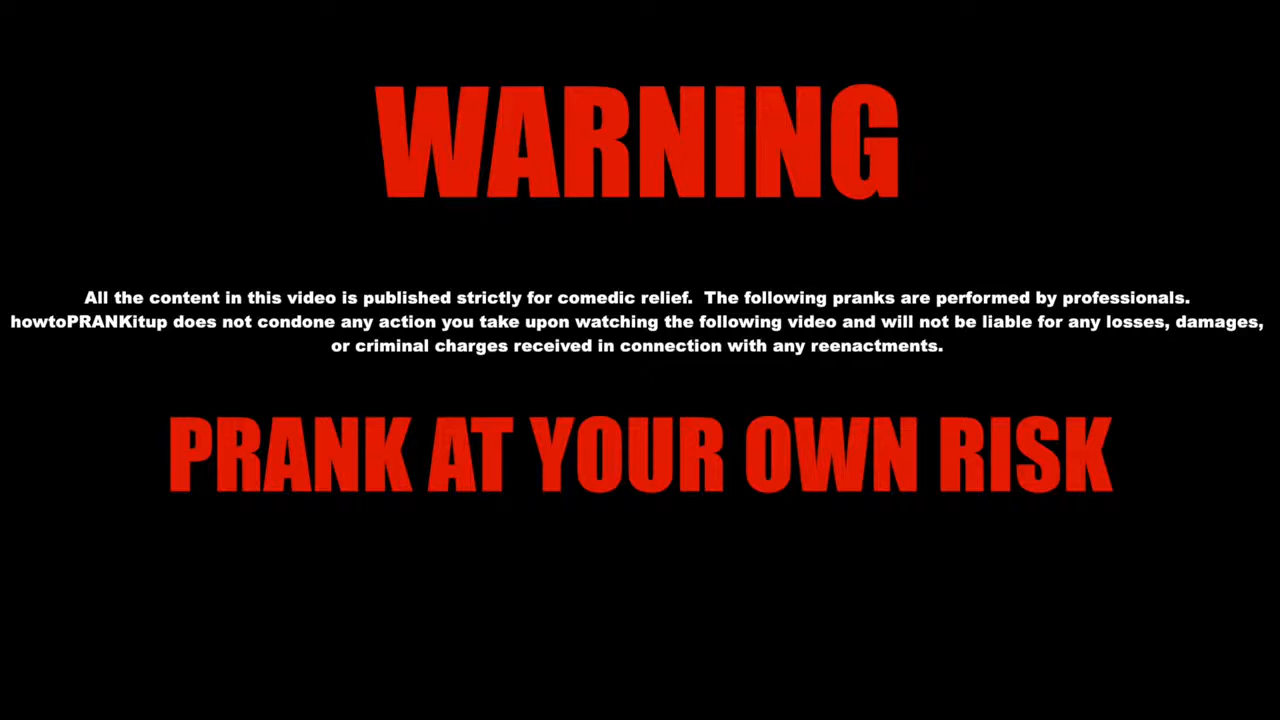 WARNING
All the content in this video is published strictly for comedic relief.  The following pranks are performed by professionals.
howtoPRANKitup does not condone any action you take upon watching the following video and will not be liable for any losses, damages,
or criminal charges received in connection with any reenactments.
PRANK AT YOUR OWN RISK